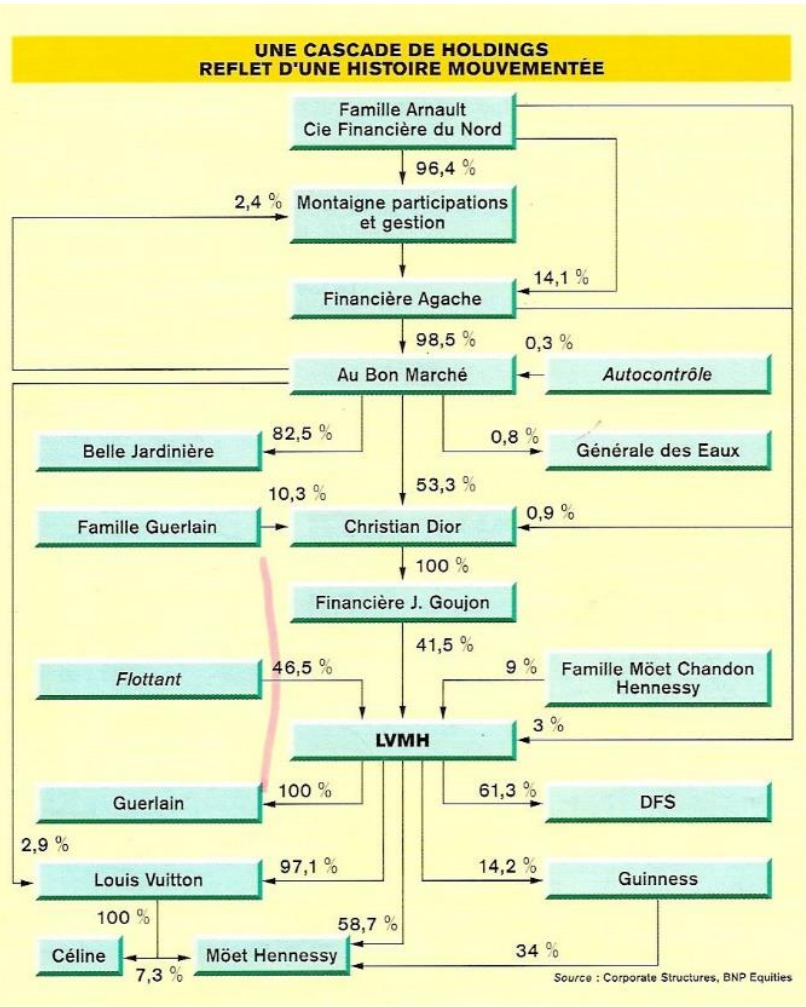 UNE CASCADE DE HOLDINGS
REFLET D'UNE HISTOIRE MOUVEMENTÉE
Famille Arnault
Cie Financière du Nord
96,4 %
2,4 %
Montaigne participations
et gestion
14,1 %
Financière Agache
98,5 %
0,3 %
Au Bon Marché
Autocontrôle
82,5 %
0,8 %
Belle Jardinière
Générale des Eaux
53,3 %
10,3 %
0,9 %
Famille Guerlain
Christian Dior
100 %
Financière J. Goujon
41,5 %
Flottant
46,5 %
9 %
Famille Möet Chandon
Hennessy
LVMH
3 %
Guerlain
100 %
61,3 %
DFS
2,9 %
Louis Vuitton
97,1 %
14,2 %
Guinness
100 %
58,7 %
Céline
7,3 %
Möet Hennessy
34 %
Source : Corporate Structures, BNP Equities